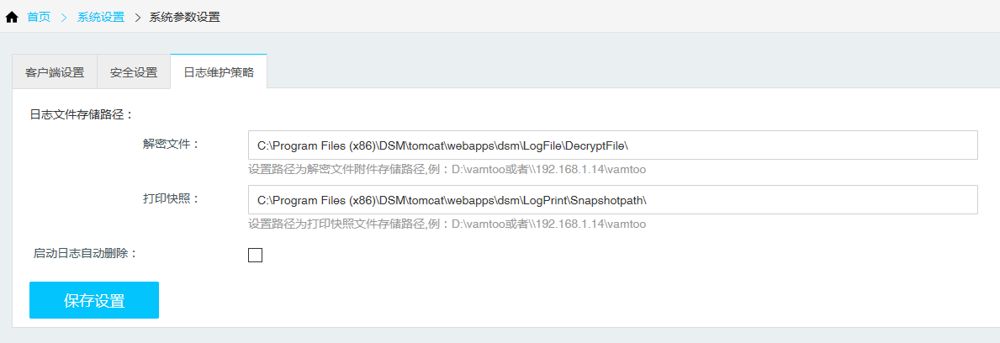 首页 > 系统设置 > 系统参数设置
客户端设置 安全设置 日志维护策略
日志文件存储路径：
解密文件： C:\Program Files (x86)\DSM\tomcat\webapps\dsm\LogFile\DecryptFile\
设置路径为解密文件附件存储路径,例：D:\vamtoo或者\\192.168.1.14\vamtoo
打印快照： C:\Program Files (x86)\DSM\tomcat\webapps\dsm\LogPrint\Snapshotpath\
设置路径为打印快照文件存储路径,例：D:\vamtoo或者\\192.168.1.14\vamtoo
启动日志自动删除：
保存设置